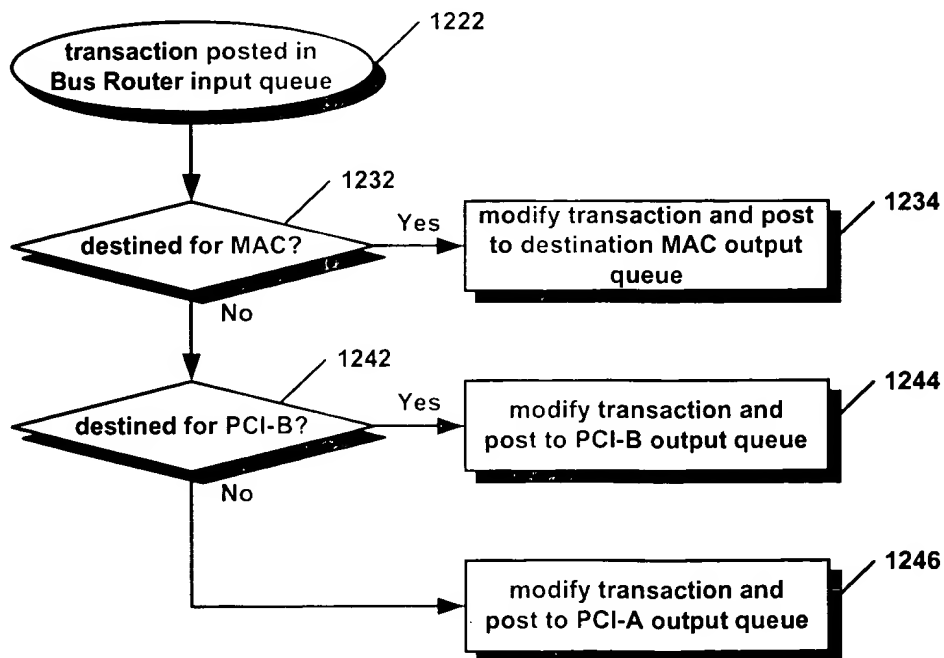 1222
transaction posted in
Bus Router input queue
1232
destined for MAC?
Yes
1234
modify transaction and post
to destination MAC output
queue
No
1242
destined for PCI-B?
Yes
1244
modify transaction and
post to PCI-B output queue
No
1246
modify transaction and
post to PCI-A output queue